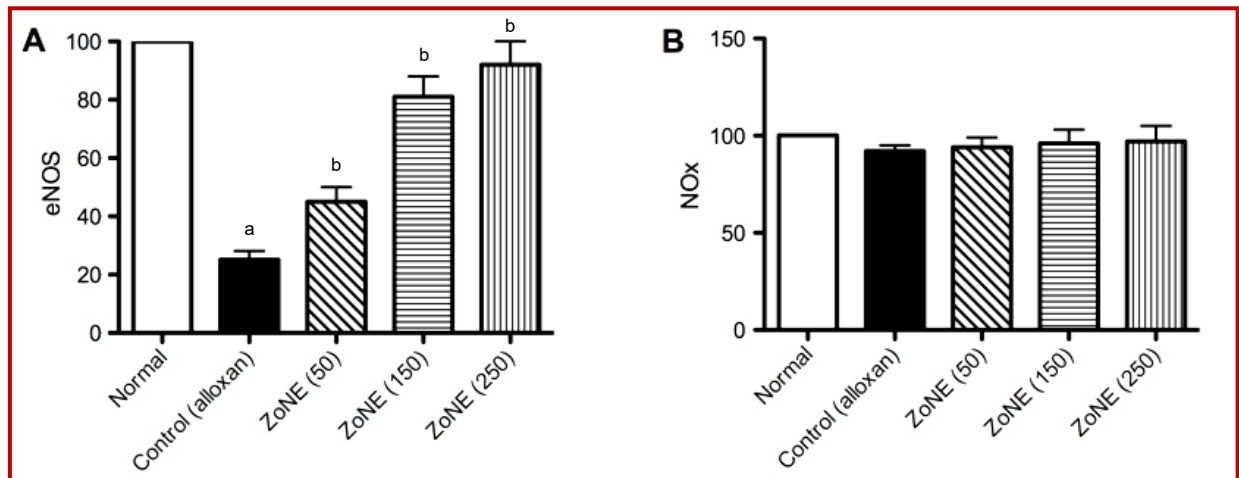 A
100
80
60
40
20
0
eNOS
a
b
b
b
Normal
Control (alloxan)
ZoNE (50)
ZoNE (150)
ZoNE (250)
B
150
100
50
0
NOx
Normal
Control (alloxan)
ZoNE (50)
ZoNE (150)
ZoNE (250)